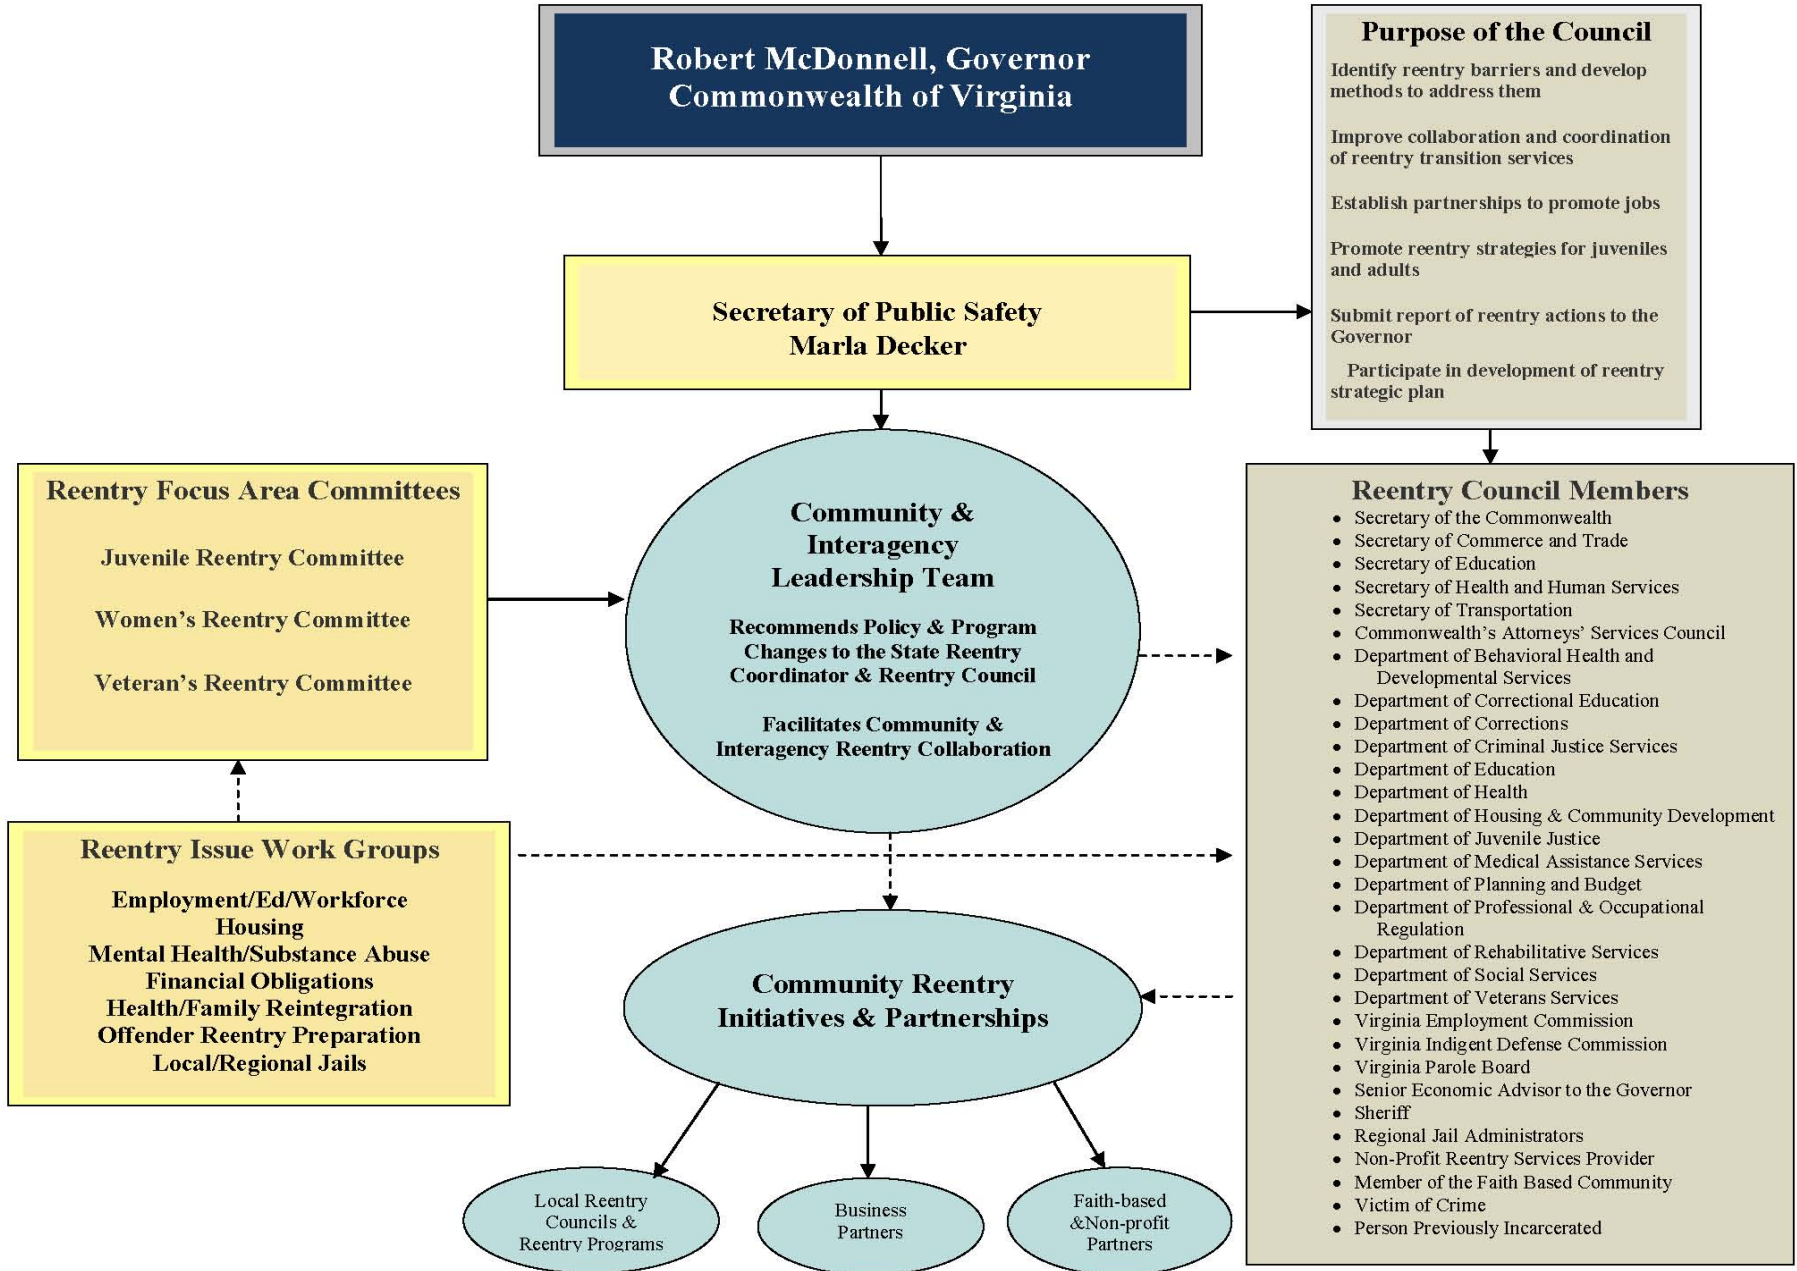 Robert McDonnell, Governor
Commonwealth of Virginia
Purpose of the Council
Identify reentry barriers and develop
methods to address them
Improve collaboration and coordination
of reentry transition services
Establish partnerships to promote jobs
Promote reentry strategies for juveniles
and adults
Submit report of reentry actions to the
Governor
Participate in development of reentry
strategic plan
Secretary of Public Safety
Marla Decker
Reentry Focus Area Committees
Juvenile Reentry Committee
Women's Reentry Committee
Veteran's Reentry Committee
Community &
Interagency
Leadership Team
Recommends Policy & Program
Changes to the State Reentry
Coordinator & Reentry Council
Facilitates Community &
Interagency Reentry Collaboration
Reentry Council Members
• Secretary of the Commonwealth
• Secretary of Commerce and Trade
• Secretary of Education
• Secretary of Health and Human Services
• Secretary of Transportation
• Commonwealth's Attorneys' Services Council
• Department of Behavioral Health and
Developmental Services
• Department of Correctional Education
• Department of Corrections
• Department of Criminal Justice Services
• Department of Education
• Department of Health
• Department of Housing & Community Development
• Department of Juvenile Justice
• Department of Medical Assistance Services
• Department of Planning and Budget
• Department of Professional & Occupational
Regulation
• Department of Rehabilitative Services
• Department of Social Services
• Department of Veterans Services
• Virginia Employment Commission
• Virginia Indigent Defense Commission
• Virginia Parole Board
• Senior Economic Advisor to the Governor
• Sheriff
• Regional Jail Administrators
• Non-Profit Reentry Services Provider
• Member of the Faith Based Community
• Victim of Crime
• Person Previously Incarcerated
Reentry Issue Work Groups
Employment/Ed/Workforce
Housing
Mental Health/Substance Abuse
Financial Obligations
Health/Family Reintegration
Offender Reentry Preparation
Local/Regional Jails
Community Reentry
Initiatives & Partnerships
Local Reentry
Councils &
Reentry Programs
Business
Partners
Faith-based
&Non-profit
Partners